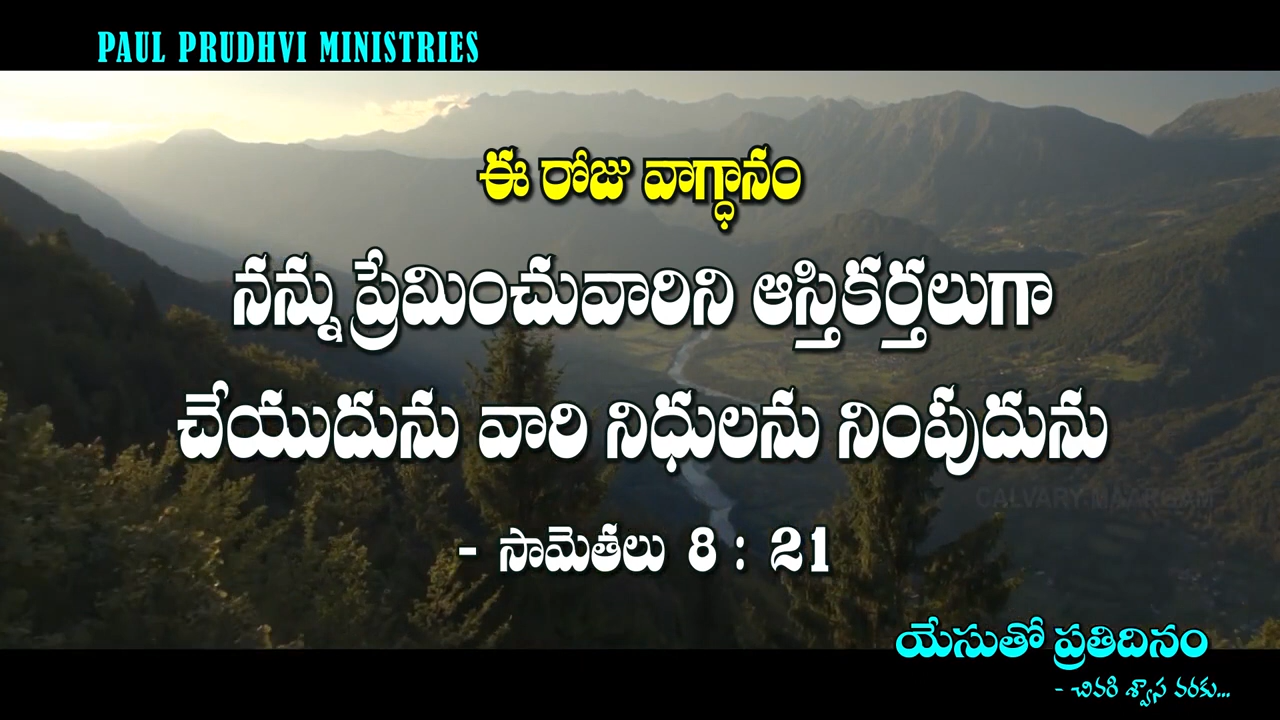 PAUL PRUDHVI MINISTRIES
ఈ రోజు వాగ్ధానం
నన్ను ప్రేమించువారిని ఆస్తికర్తలుగా
చేయుదును వారి నిధులను నింపుదును
- సామెతలు 8 : 21
CALVARY MAARGAM
యేసుతో ప్రతిదినం
- చివరి శ్వాస వరకు...